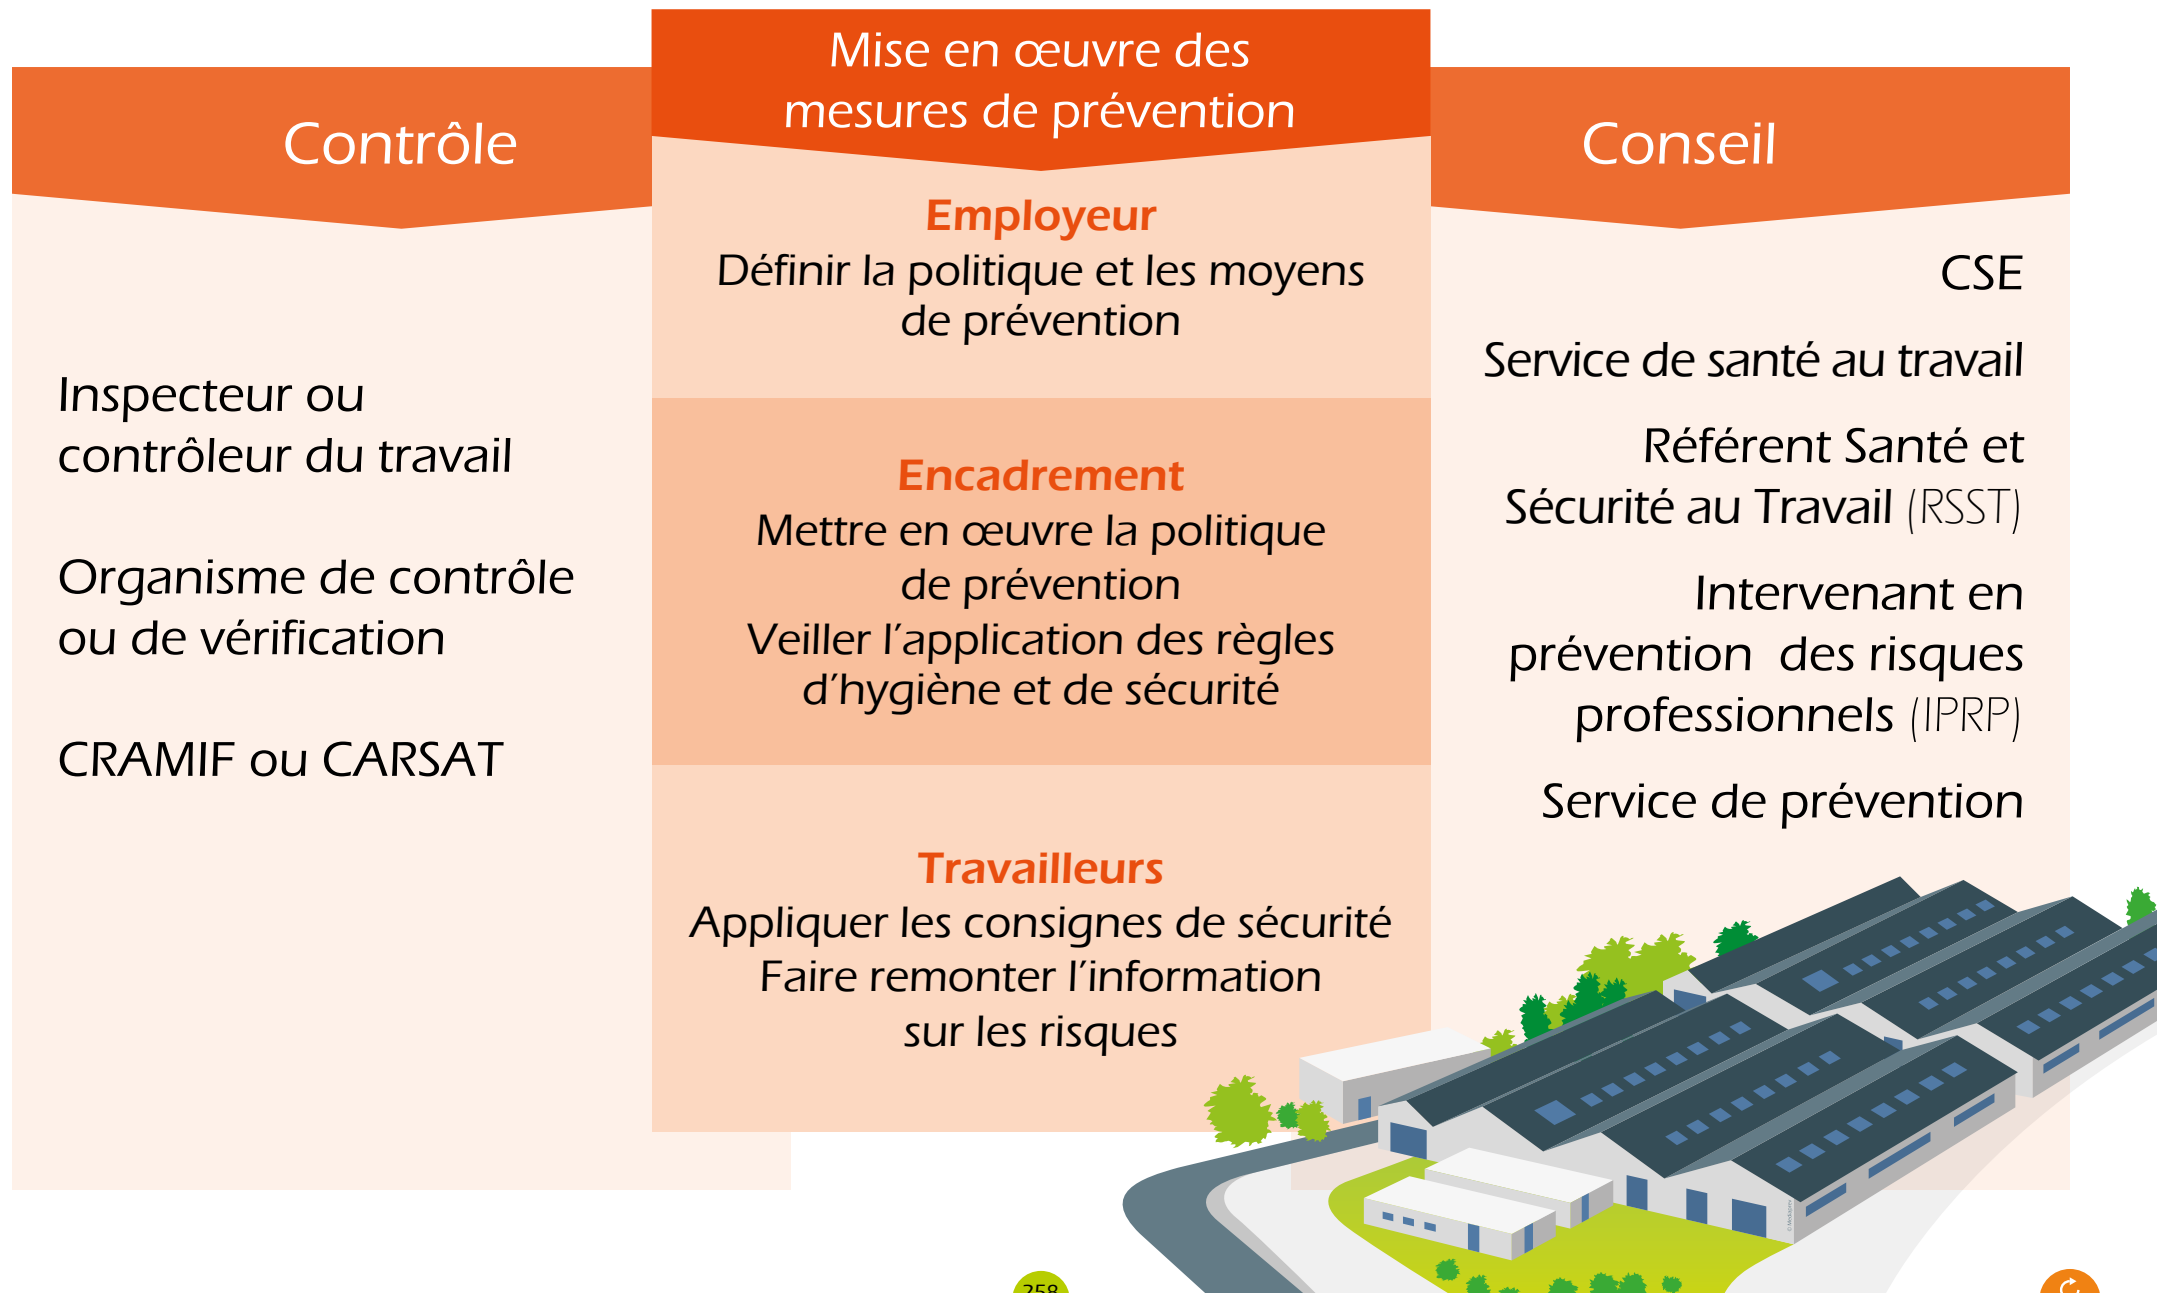 Contrôle
Inspecteur ou
contrôleur du travail
Organisme de contrôle
ou de vérification
CRAMIF ou CARSAT
Mise en œuvre des
mesures de prévention
Employeur
Définir la politique et les moyens
de prévention
Encadrement
Mettre en œuvre la politique
de prévention
Veiller l’application des règles
d’hygiène et de sécurité
Travailleurs
Appliquer les consignes de sécurité
Faire remonter l’information
sur les risques
Conseil
CSE
Service de santé au travail
Référent Santé et
Sécurité au Travail (RSST)
Intervenant en
prévention des risques
professionnels (IPRP)
Service de prévention
258